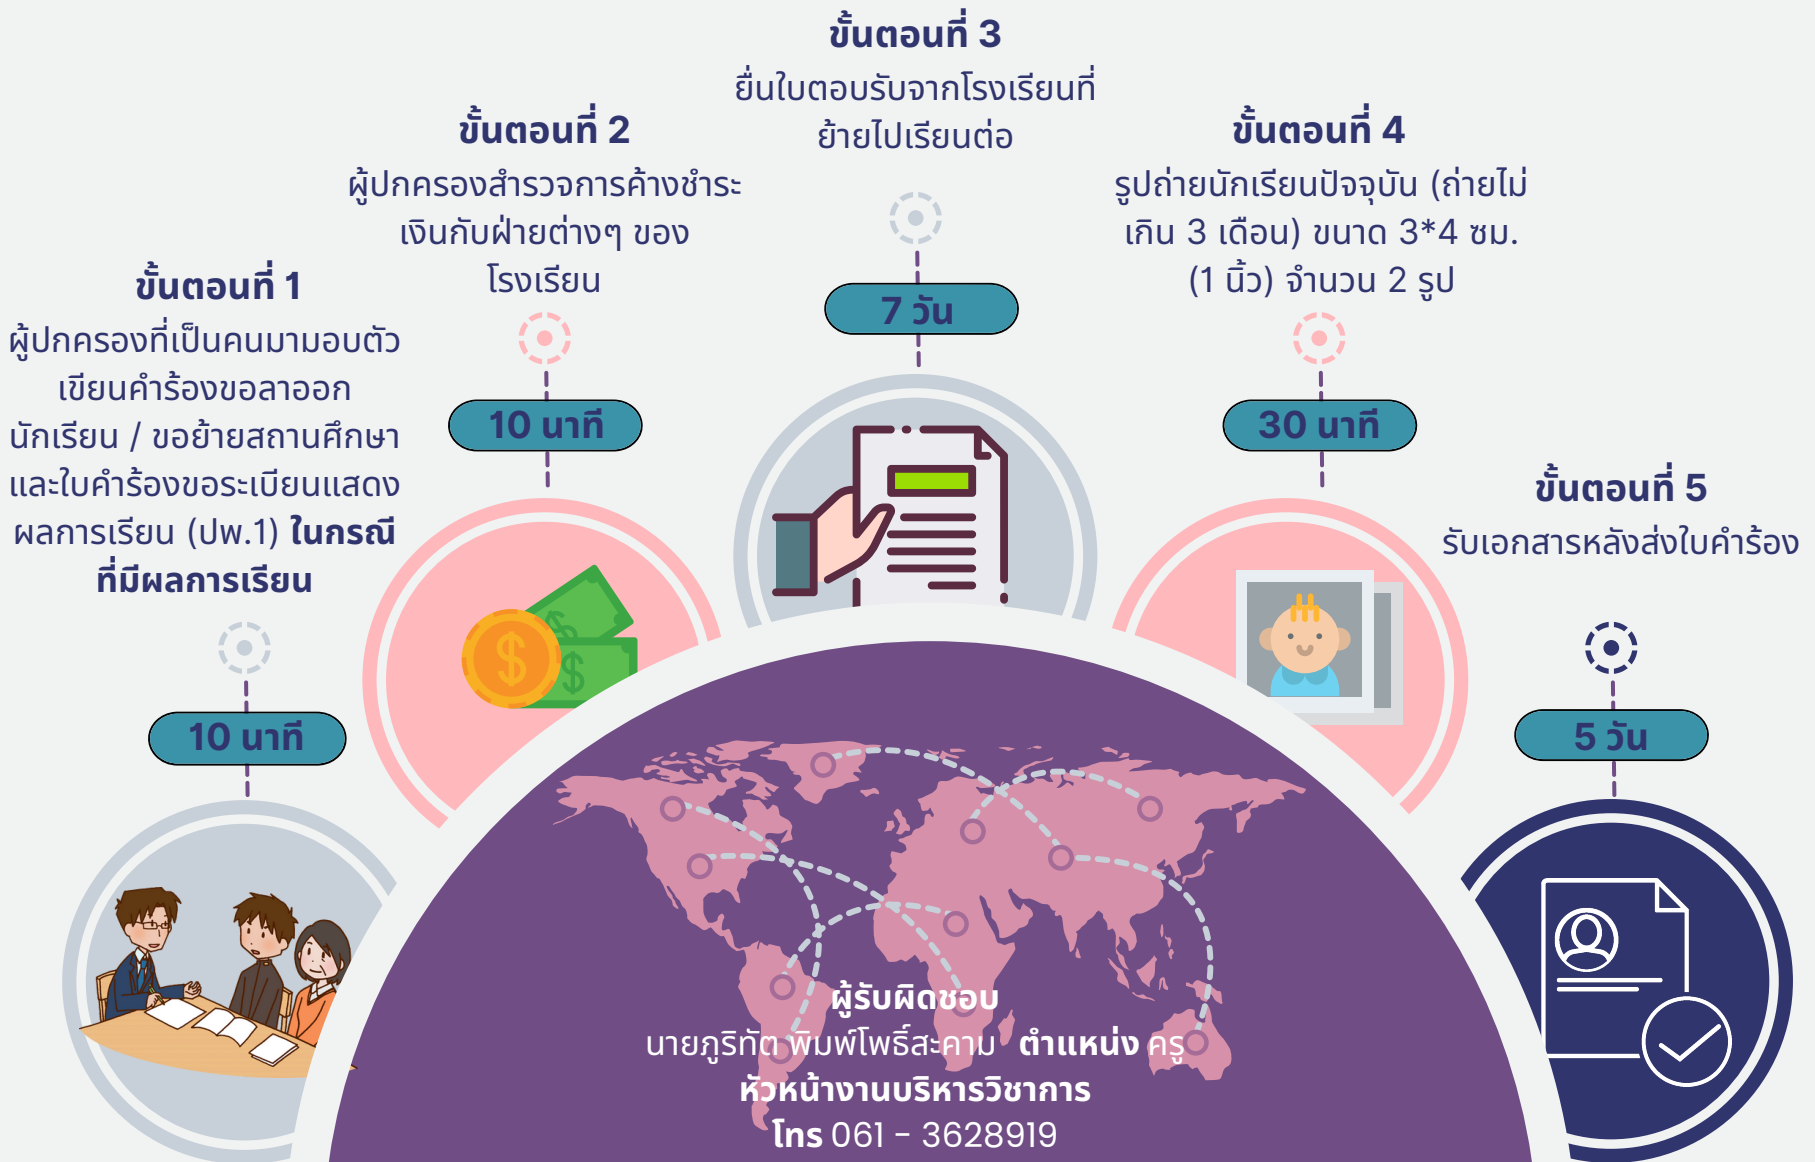 ขั้นตอนที่ 1
ผู้ปกครองที่เป็นคนมามอบตัว
เขียนคำร้องขอลาออก
นักเรียน / ขอย้ายสถานศึกษา
และใบคำร้องขอระเบียนแสดง
ผลการเรียน (ปพ.1) ในกรณี
ที่มีผลการเรียน
10 นาที
ขั้นตอนที่ 2
ผู้ปกครองสำรวจการค้างชำระ
เงินกับฝ่ายต่างๆ ของ
โรงเรียน
10 นาที
ขั้นตอนที่ 3
ยื่นใบตอบรับจากโรงเรียนที่
ย้ายไปเรียนต่อ
7 วัน
ขั้นตอนที่ 4
รูปถ่ายนักเรียนปัจจุบัน (ถ่ายไม่
เกิน 3 เดือน) ขนาด 3*4 ซม.
(1 นิ้ว) จำนวน 2 รูป
30 นาที
ขั้นตอนที่ 5
รับเอกสารหลังส่งใบคำร้อง
5 วัน
ผู้รับผิดชอบ
นายภูริทัต พิมพ์โพธิ์สะคาม ตำแหน่ง ครู
หัวหน้างานบริหารวิชาการ
โทร 061 - 3628919